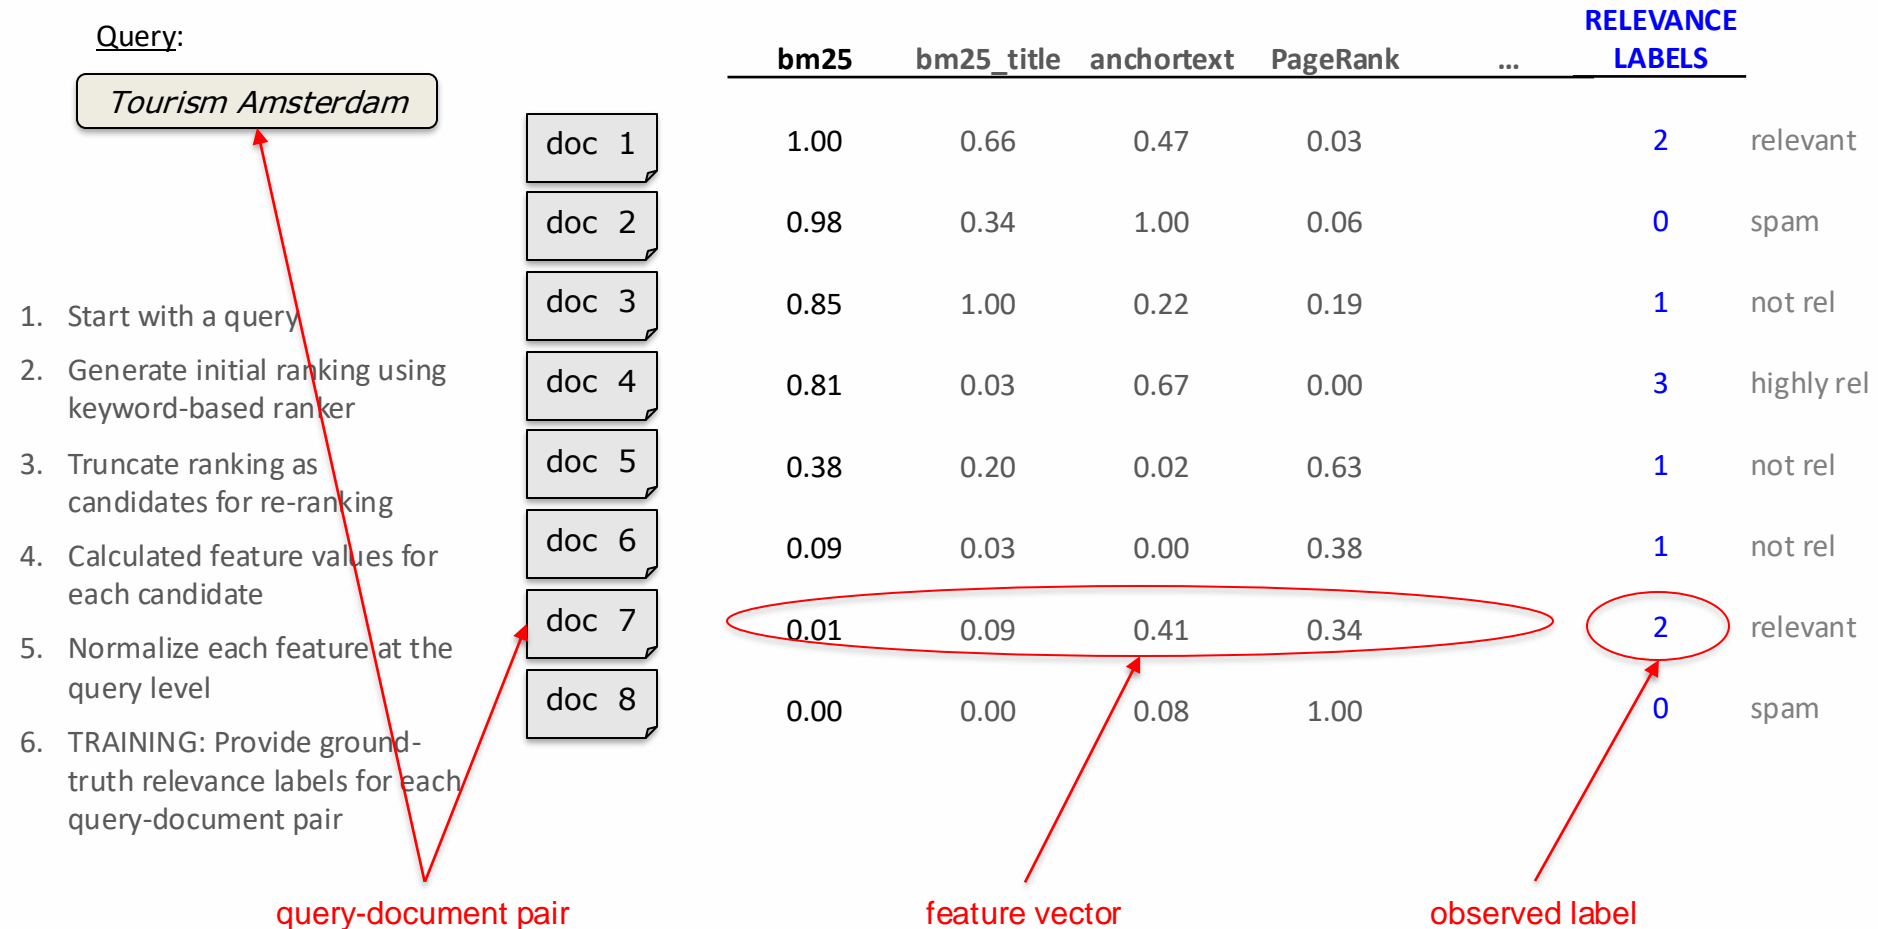 Query:
Tourism Amsterdam
1. Start with a query
2. Generate initial ranking using
keyword-based ranker
3. Truncate ranking as
candidates for re-ranking
4. Calculated feature values for
each candidate
5. Normalize each feature at the
query level
6. TRAINING: Provide ground-
truth relevance labels for each
query-document pair
RELEVANCE
bm25 bm25_title anchortext PageRank ... LABELS
doc 1 1.00 0.66 0.47 0.03 2 relevant
doc 2 0.98 0.34 1.00 0.06 0 spam
doc 3 0.85 1.00 0.22 0.19 1 not rel
doc 4 0.81 0.03 0.67 0.00 3 highly rel
doc 5 0.38 0.20 0.02 0.63 1 not rel
doc 6 0.09 0.03 0.00 0.38 1 not rel
doc 7 0.01 0.09 0.41 0.34 2 relevant
doc 8 0.00 0.00 0.08 1.00 0 spam
query-document pair feature vector observed label